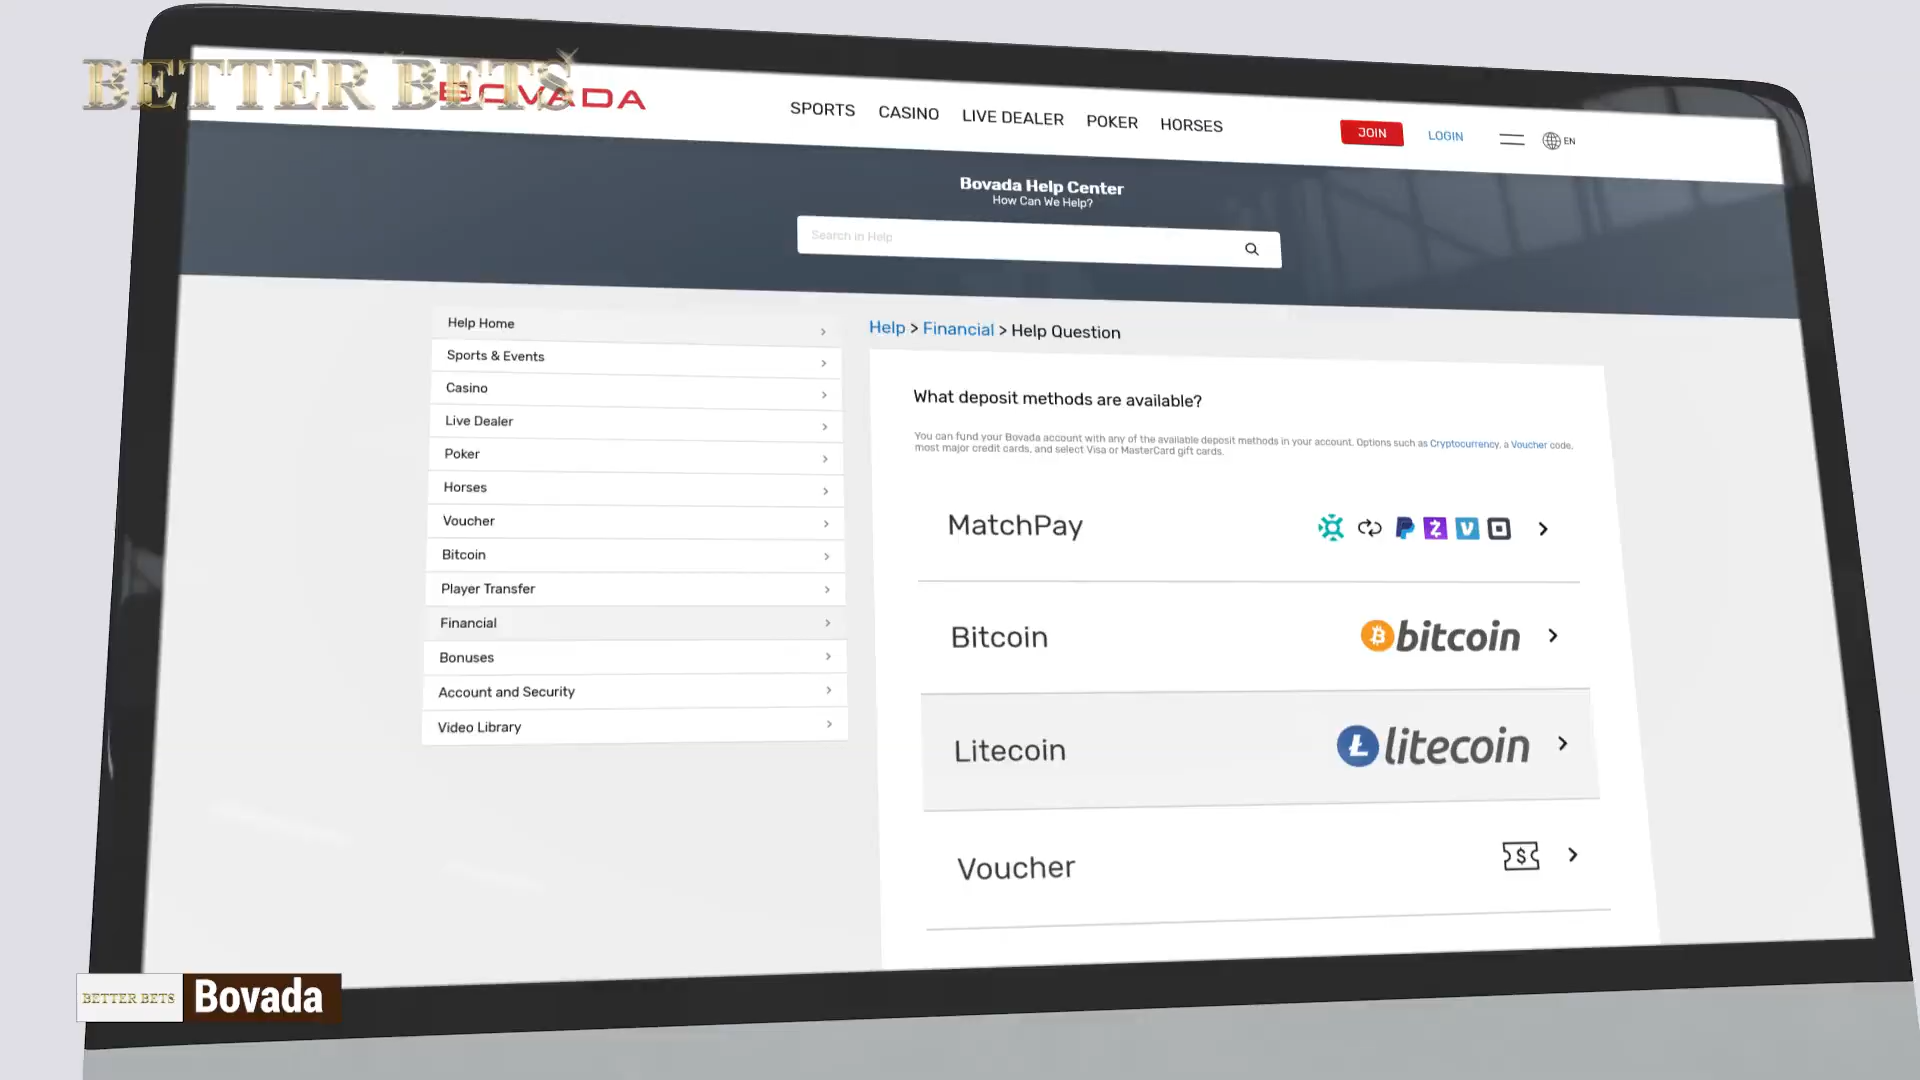 BETTER BETS
BOVADA
SPORTS CASINO LIVE DEALER POKER HORSES
JOIN LOGIN EN
Bovada Help Center
How Can We Help?
Search in Help
Help Home
Sports & Events
Casino
Live Dealer
Poker
Horses
Voucher
Bitcoin
Player Transfer
Financial
Bonuses
Account and Security
Video Library
Help > Financial > Help Question
What deposit methods are available?
You can fund your Bovada account with any of the available deposit methods in your account. Options such as Cryptocurrency, a Voucher code,
most major credit cards, and select Visa or MasterCard gift cards.
MatchPay
Bitcoin
bitcoin
Litecoin
litecoin
Voucher
BETTER BETS
Bovada